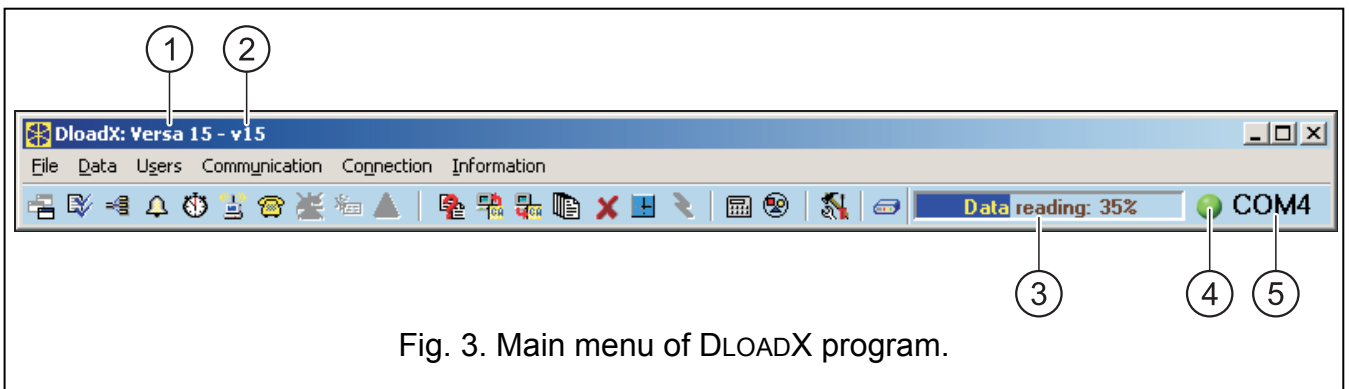 1 2
DloadX: Versa 15 - v15
File Data Users Communication Connection Information
Data reading: 35% COM4
3 4 5
Fig. 3. Main menu of DLOADX program.